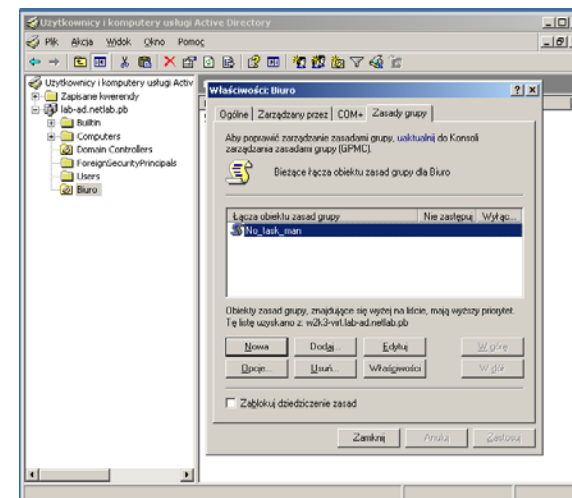 Użytkownicy i komputery usługi Active Directory
Plik Akcja Widok Okno Pomoc
Użytkownicy i komputery usługi Activ
Zapisane kwerendy
lab-ad.netlab.pb
Builtin
Computers
Domain Controllers
ForeignSecurityPrincipals
Users
Biuro
Właściwości: Biuro
Ogólne Zarządzany przez COM+ Zasady grupy
Aby poprawić zarządzanie zasadami grupy, uaktualnij do Konsoli
zarządzania zasadami grupy (GPMC).
Bieżące łącza obiektu zasad grupy dla Biuro
Łącza obiektu zasad grupy Nie zastępuj Wyłąc...
No_task_man
Obiekty zasad grupy, znajdujące się wyżej na liście, mają wyższy priorytet.
Tę listę uzyskano z: w2k3-virt.lab-ad.netlab.pb
Nowa Dodaj... Edytuj W górę
Opcje... Usuń... Właściwości W dół
Zablokuj dziedziczenie zasad
Zamknij Anuluj Zastosuj